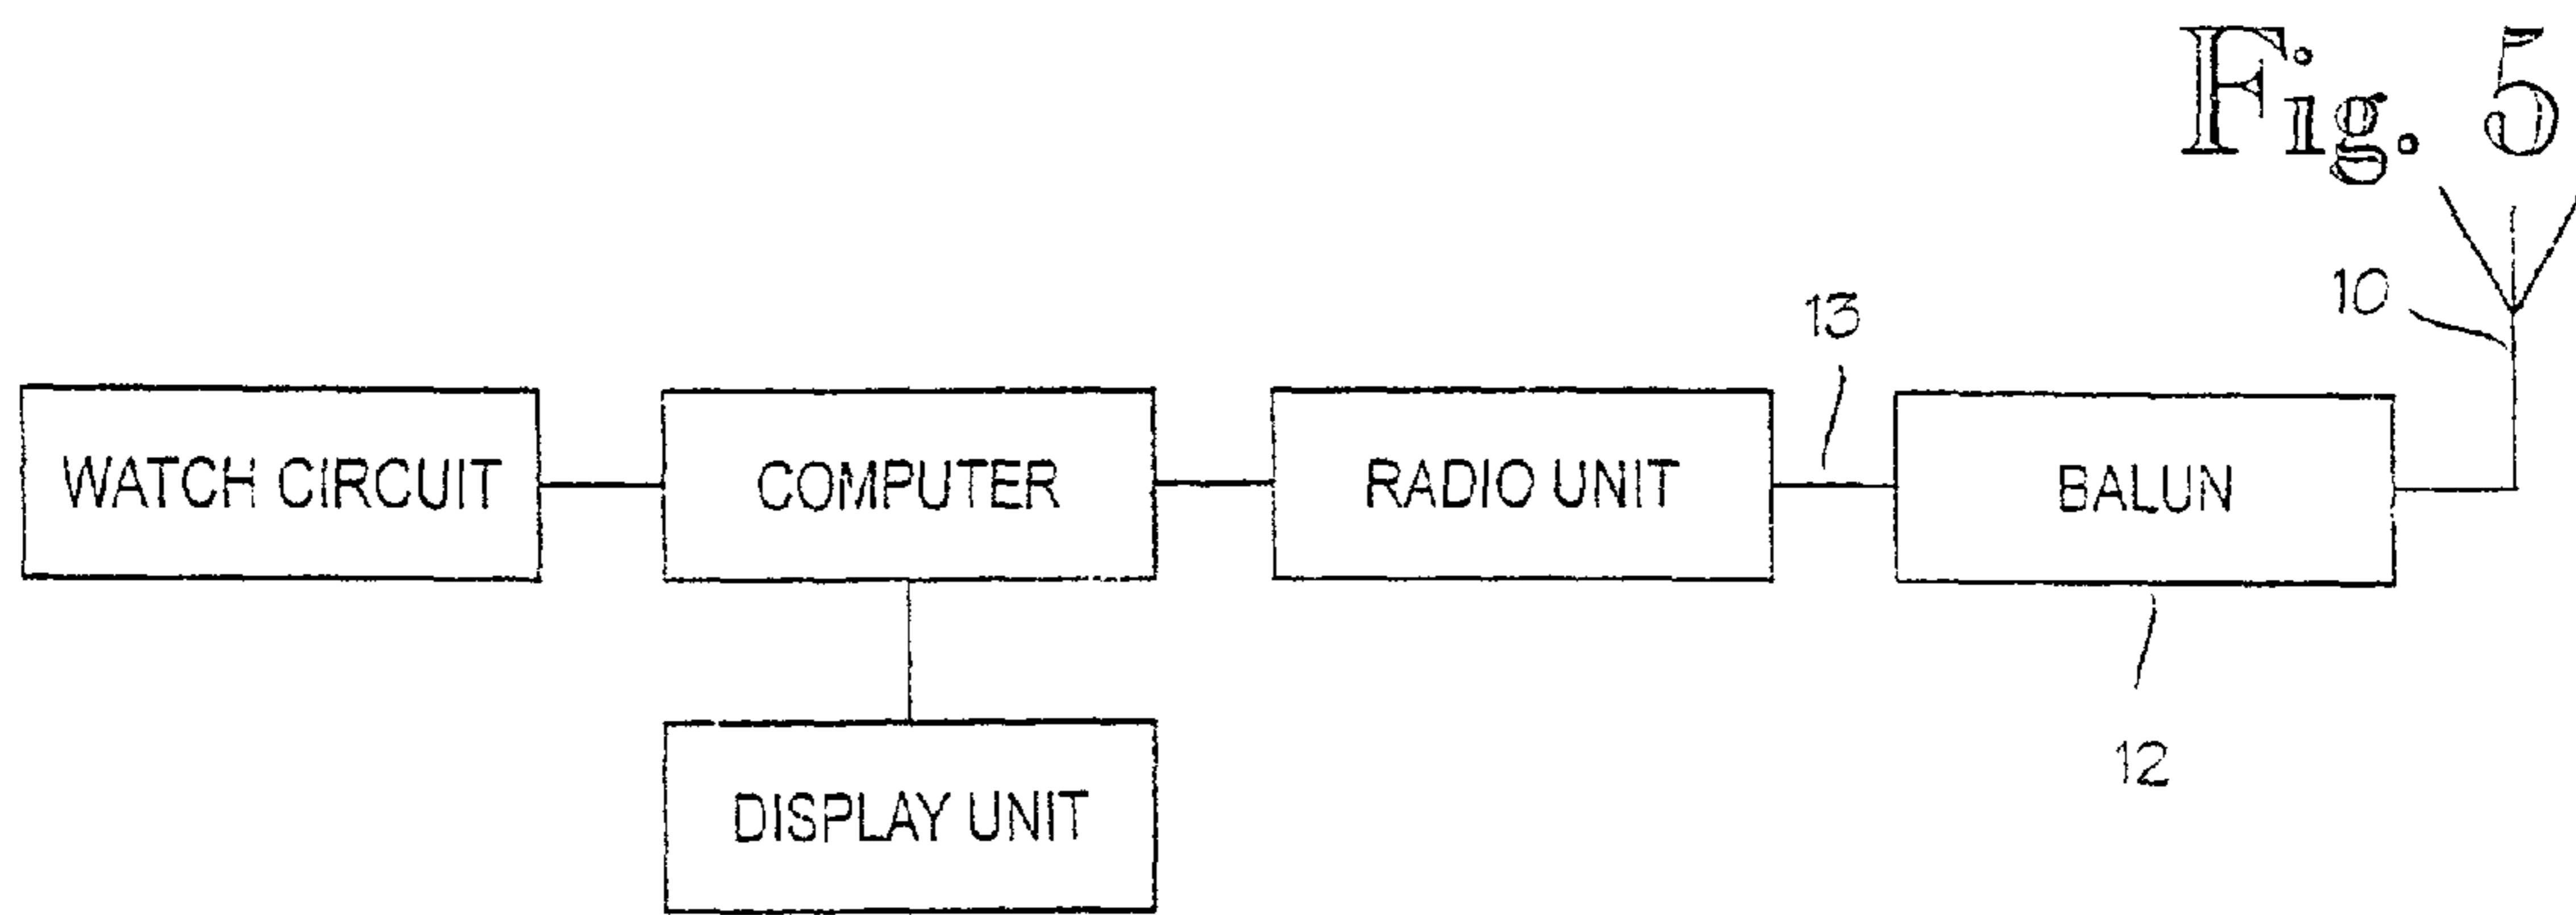 Fig. 5
10
13
WATCH CIRCUIT
COMPUTER
RADIO UNIT
BALUN
12
DISPLAY UNIT